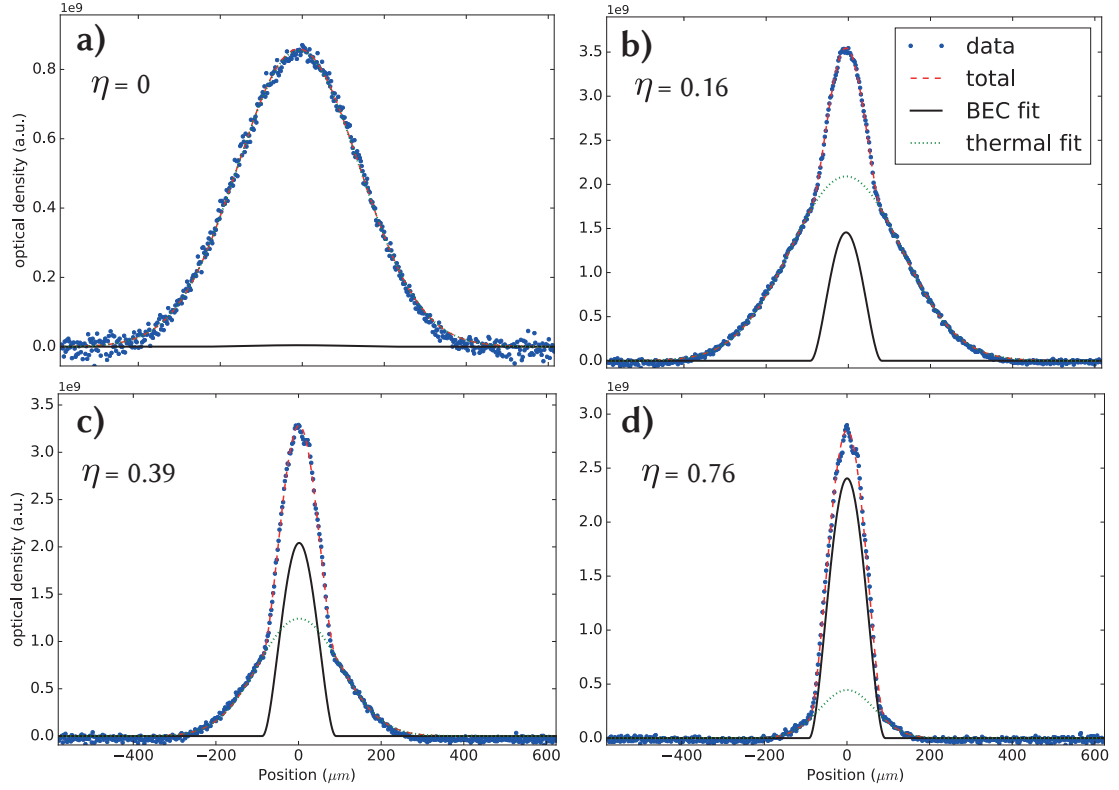 1e9
a)
η = 0
optical density (a.u.)
0.8
0.6
0.4
0.2
0.0
1e9
b)
η = 0.16
data
total
BEC fit
thermal fit
3.5
3.0
2.5
2.0
1.5
1.0
0.5
0.0
1e9
c)
η = 0.39
optical density (a.u.)
3.5
3.0
2.5
2.0
1.5
1.0
0.5
0.0
−400 −200 0 200 400 600
Position (μm)
1e9
d)
η = 0.76
3.0
2.5
2.0
1.5
1.0
0.5
0.0
−400 −200 0 200 400 600
Position (μm)